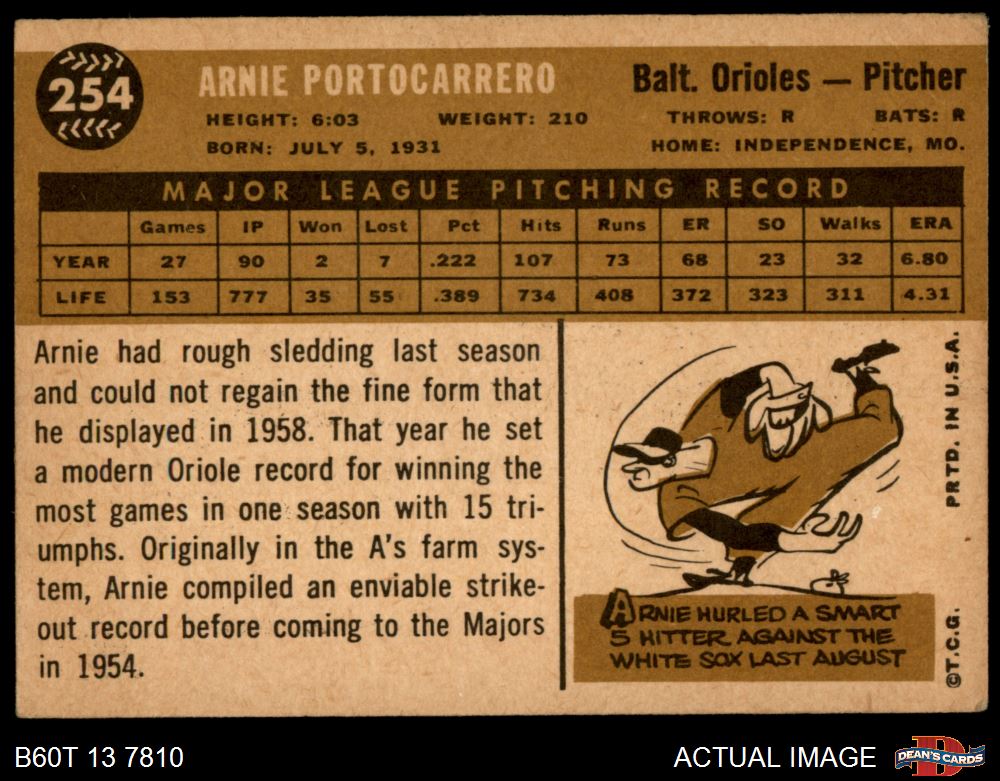 254
ARNIE PORTOCARRERO
Balt. Orioles — Pitcher
HEIGHT: 6:03 WEIGHT: 210 THROWS: R BATS: R
BORN: JULY 5, 1931 HOME: INDEPENDENCE, MO.
MAJOR LEAGUE PITCHING RECORD
Games IP Won Lost Pct Hits Runs ER SO Walks ERA
YEAR 27 90 2 7 .222 107 73 68 23 32 6.80
LIFE 153 777 35 55 .389 734 408 372 323 311 4.31
Arnie had rough sledding last season
and could not regain the fine form that
he displayed in 1958. That year he set
a modern Oriole record for winning the
most games in one season with 15 tri-
umphs. Originally in the A's farm sys-
tem, Arnie compiled an enviable strike-
out record before coming to the Majors
in 1954.
ARNIE HURLED A SMART
5 HITTER AGAINST THE
WHITE SOX LAST AUGUST
©T.C.G. PRTD. IN U.S.A.
B60T 13 7810
ACTUAL IMAGE
D
DEAN'S CARDS